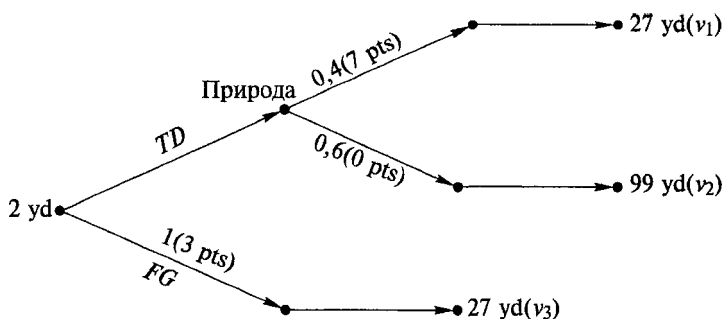 27 yd(v₁)
0,4(7 pts)
Природа
TD
0,6(0 pts)
99 yd(v₂)
2 yd
1(3 pts)
FG
27 yd(v₃)